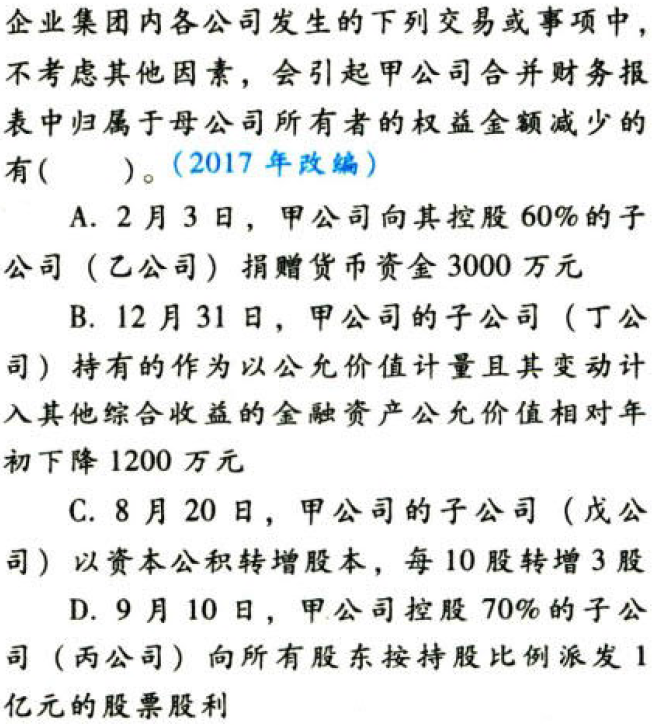 企业集团内各公司发生的下列交易或事项中，
不考虑其他因素，会引起甲公司合并财务报
表中归属于母公司所有者的权益金额减少的
有(　　)。(2017 年改编)
A. 2 月 3 日，甲公司向其控股 60%的子
公司（乙公司）捐赠货币资金 3000 万元
B. 12 月 31 日，甲公司的子公司（丁公
司）持有的作为以公允价值计量且其变动计
入其他综合收益的金融资产公允价值相对年
初下降 1200 万元
C. 8 月 20 日，甲公司的子公司（戊公
司）以资本公积转增股本，每 10 股转增 3 股
D. 9 月 10 日，甲公司控股 70%的子公
司（丙公司）向所有股东按持股比例派发 1
亿元的股票股利